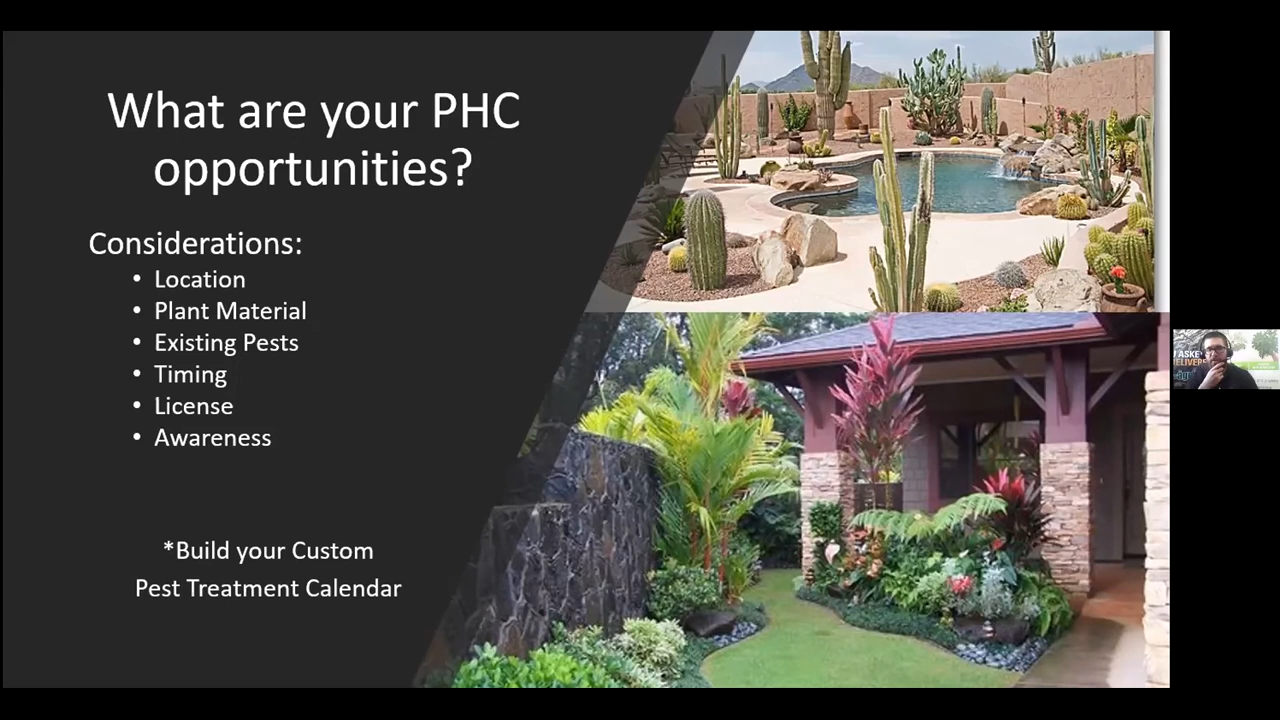 What are your PHC
opportunities?
Considerations:
• Location
• Plant Material
• Existing Pests
• Timing
• License
• Awareness
*Build your Custom
Pest Treatment Calendar